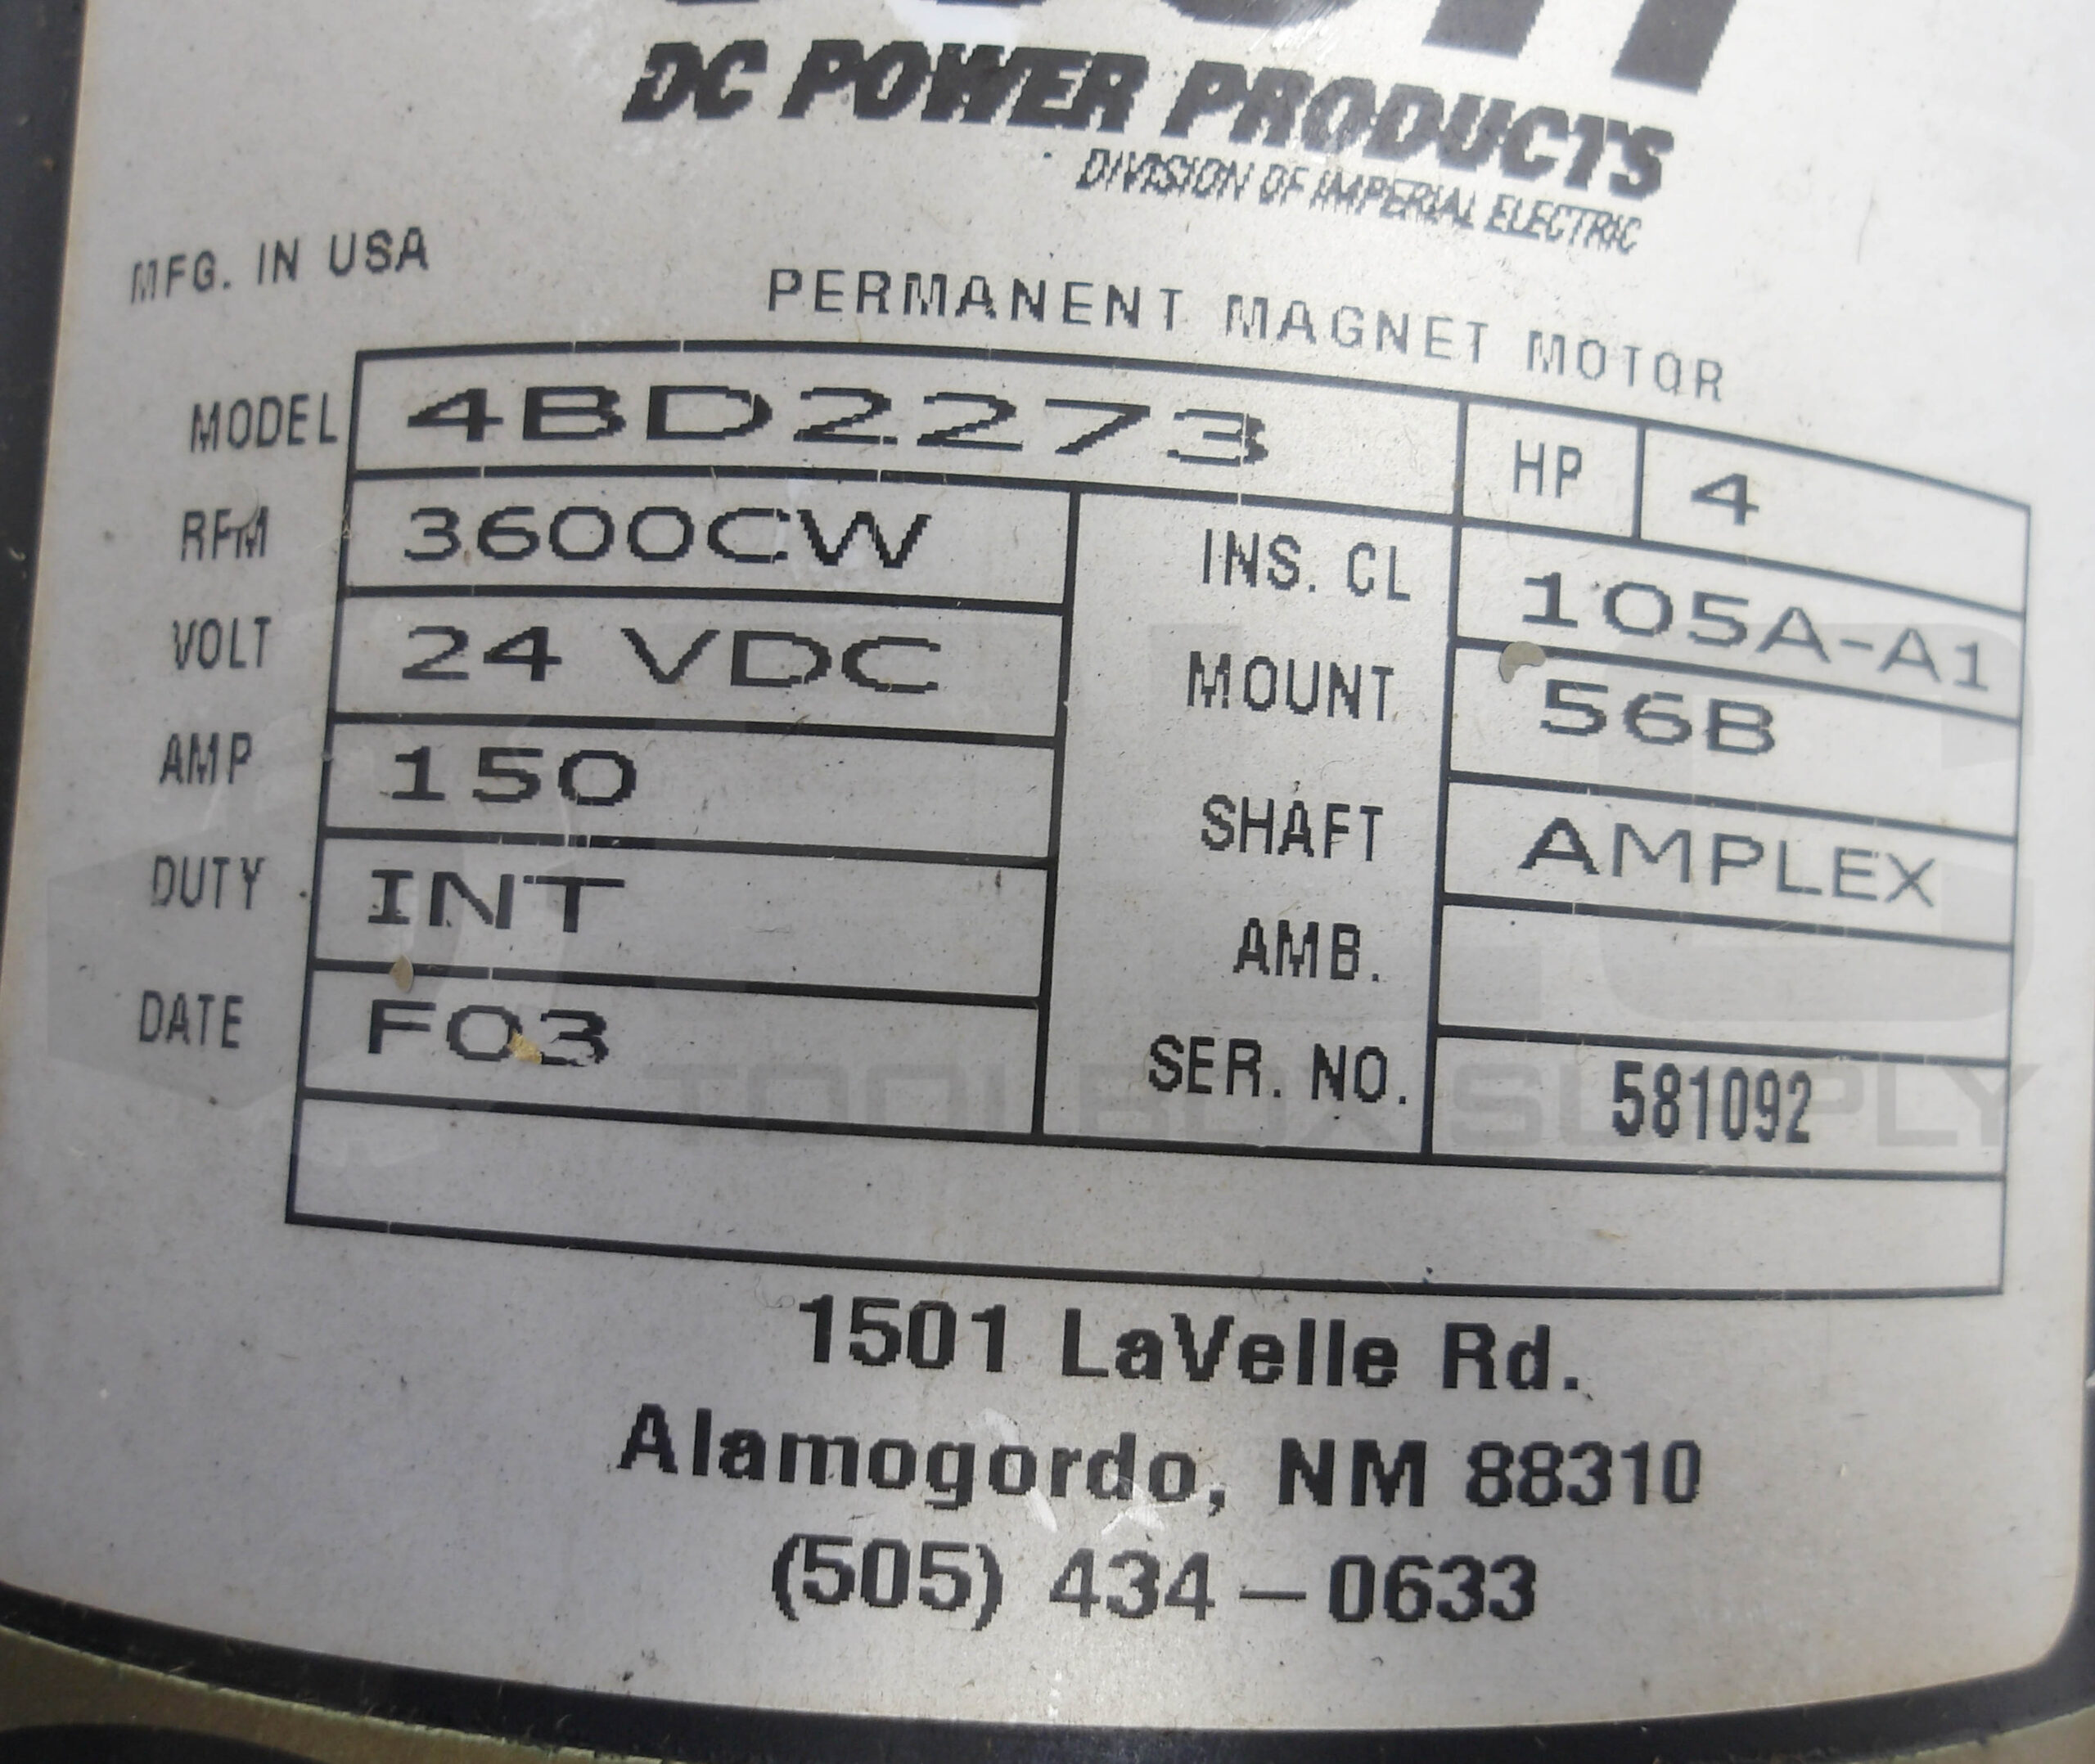 DC POWER PRODUCTS
DIVISION OF IMPERIAL ELECTRIC
MFG. IN USA
PERMANENT MAGNET MOTOR
MODEL 4BD2273 HP 4
RPM 3600CW INS. CL 105A-A1
VOLT 24 VDC MOUNT 56B
AMP 150 SHAFT AMPLEX
DUTY INT AMB.
DATE F03 SER. NO. 581092
TOOLBOX SUPPLY
1501 LaVelle Rd.
Alamogordo, NM 88310
(505) 434-0633